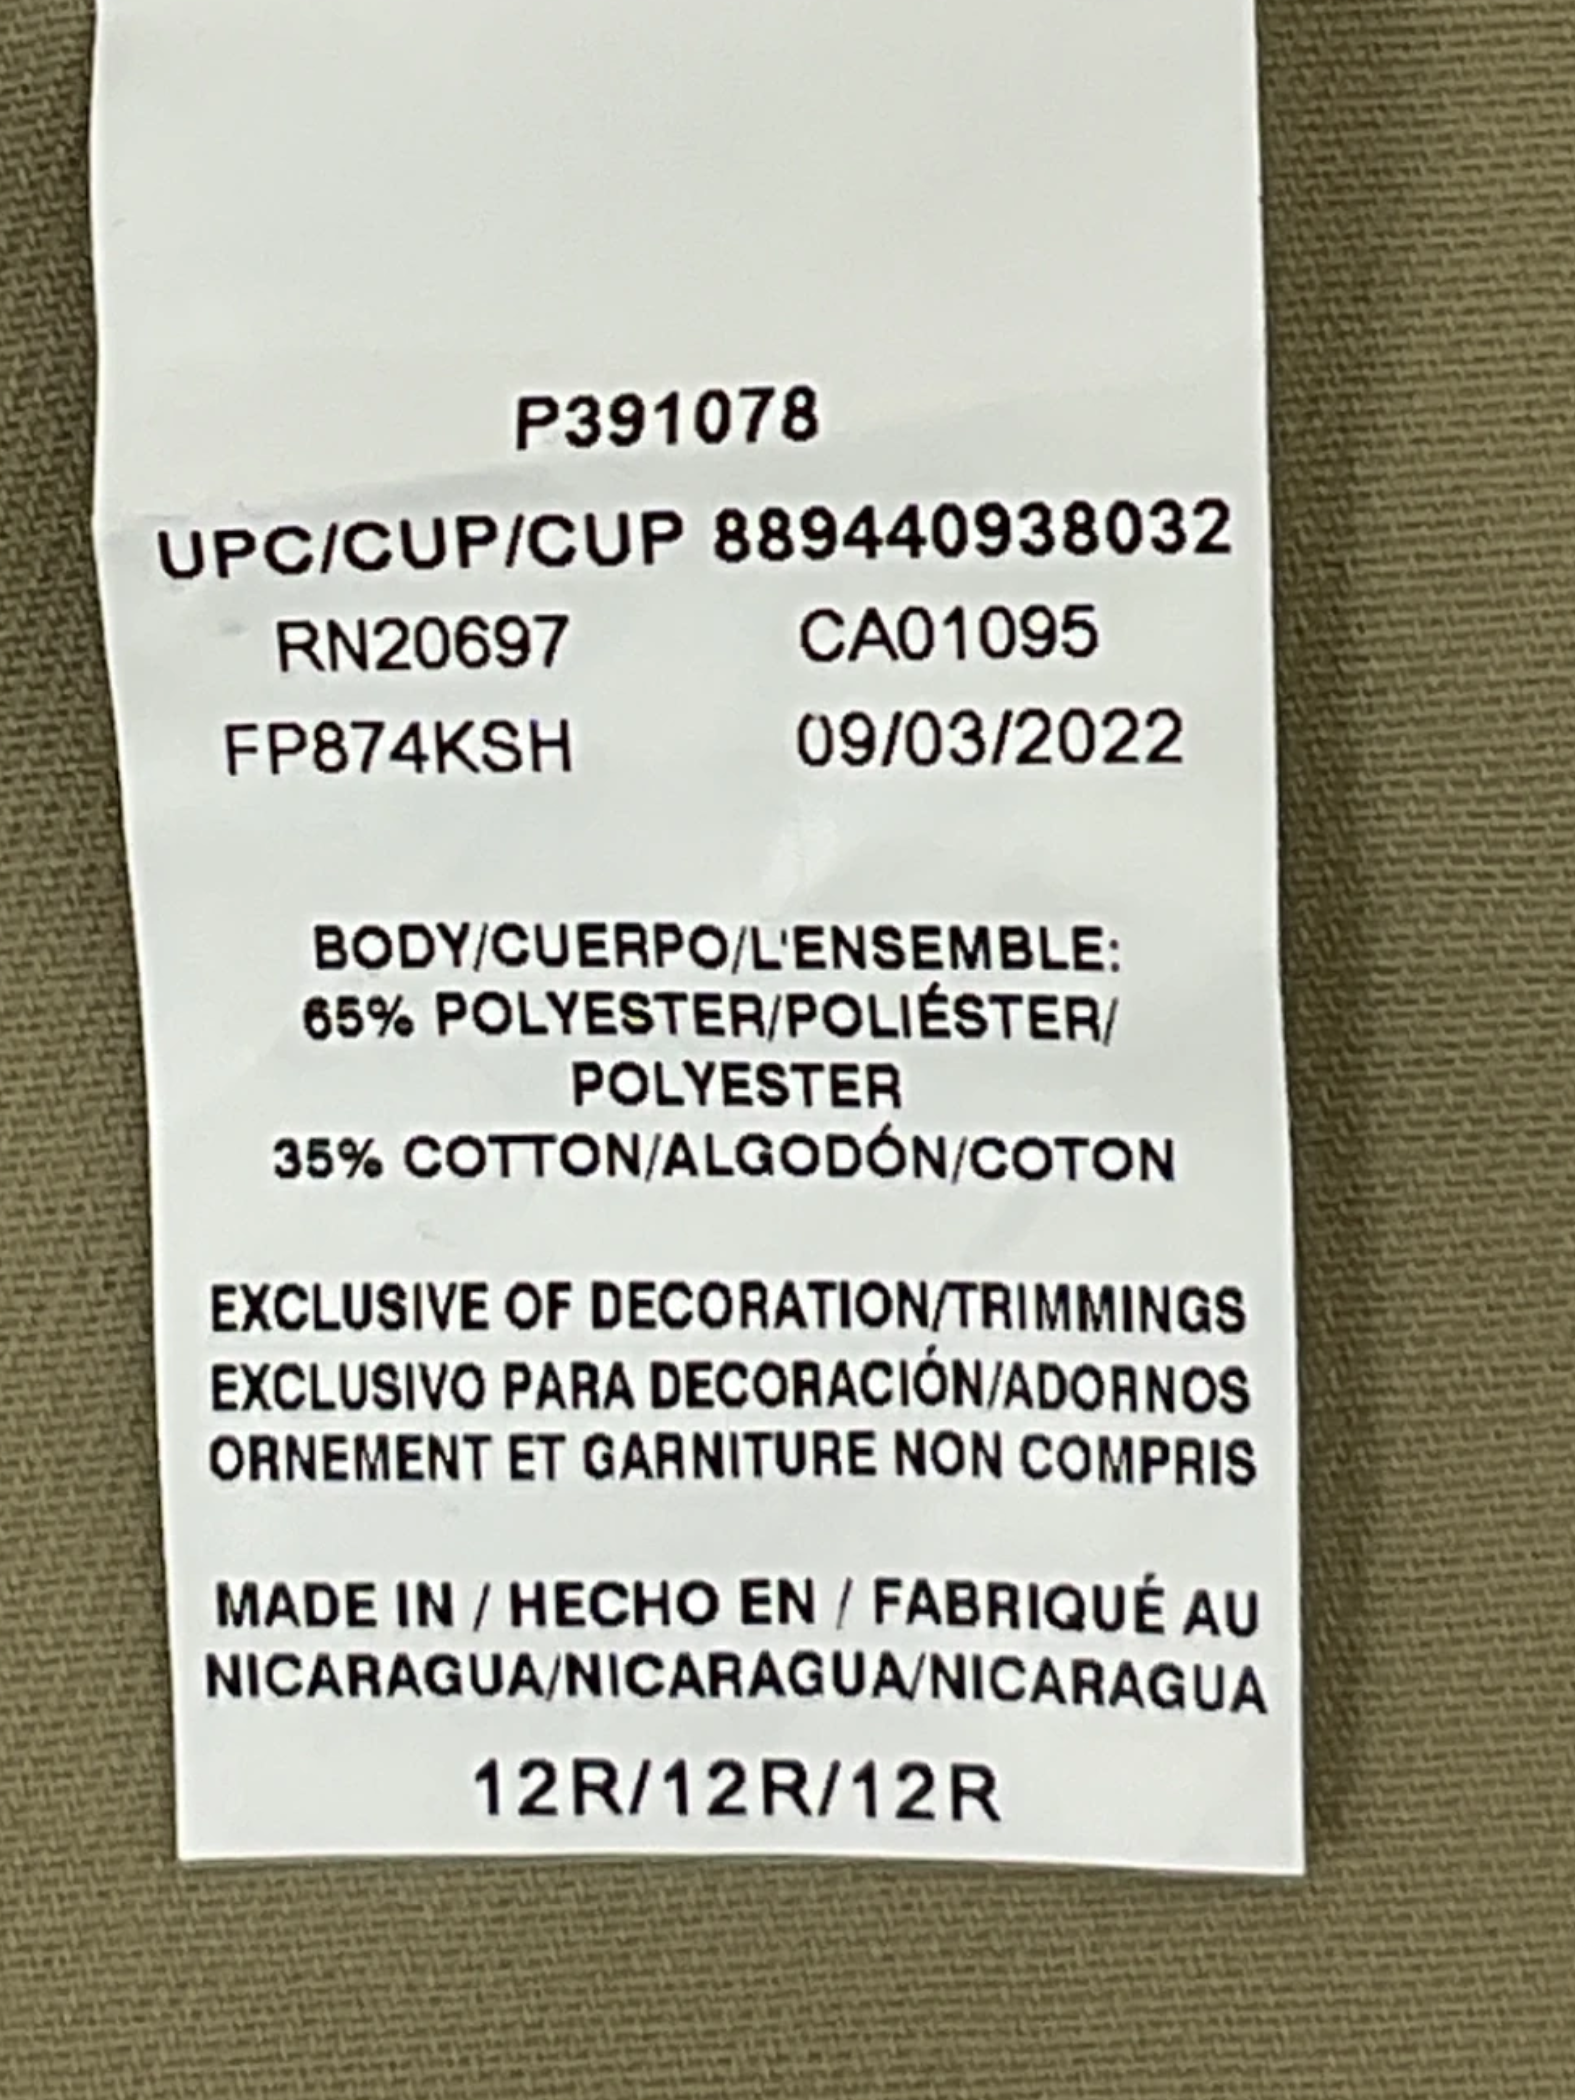 P391078
UPC/CUP/CUP 889440938032
RN20697 CA01095
FP874KSH 09/03/2022
BODY/CUERPO/L'ENSEMBLE:
65% POLYESTER/POLIÉSTER/
POLYESTER
35% COTTON/ALGODÓN/COTON
EXCLUSIVE OF DECORATION/TRIMMINGS
EXCLUSIVO PARA DECORACIÓN/ADORNOS
ORNEMENT ET GARNITURE NON COMPRIS
MADE IN / HECHO EN / FABRIQUÉ AU
NICARAGUA/NICARAGUA/NICARAGUA
12R/12R/12R